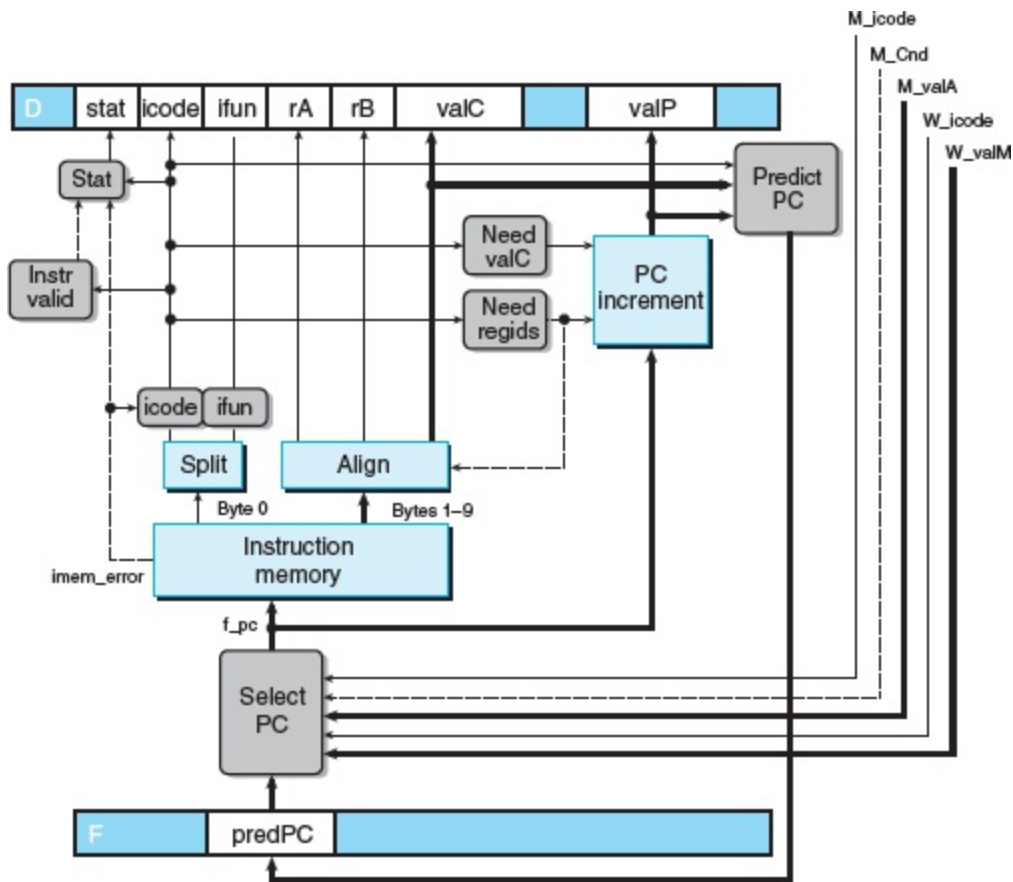 M_icode
M_Cnd
M_valA
W_icode
W_valM
D stat icode ifun rA rB valC valP
Stat
Predict
PC
Need
valC
Instr
valid
PC
increment
Need
regids
icode ifun
Split
Align
Byte 0
Bytes 1–9
Instruction
memory
imem_error
f_pc
Select
PC
F predPC